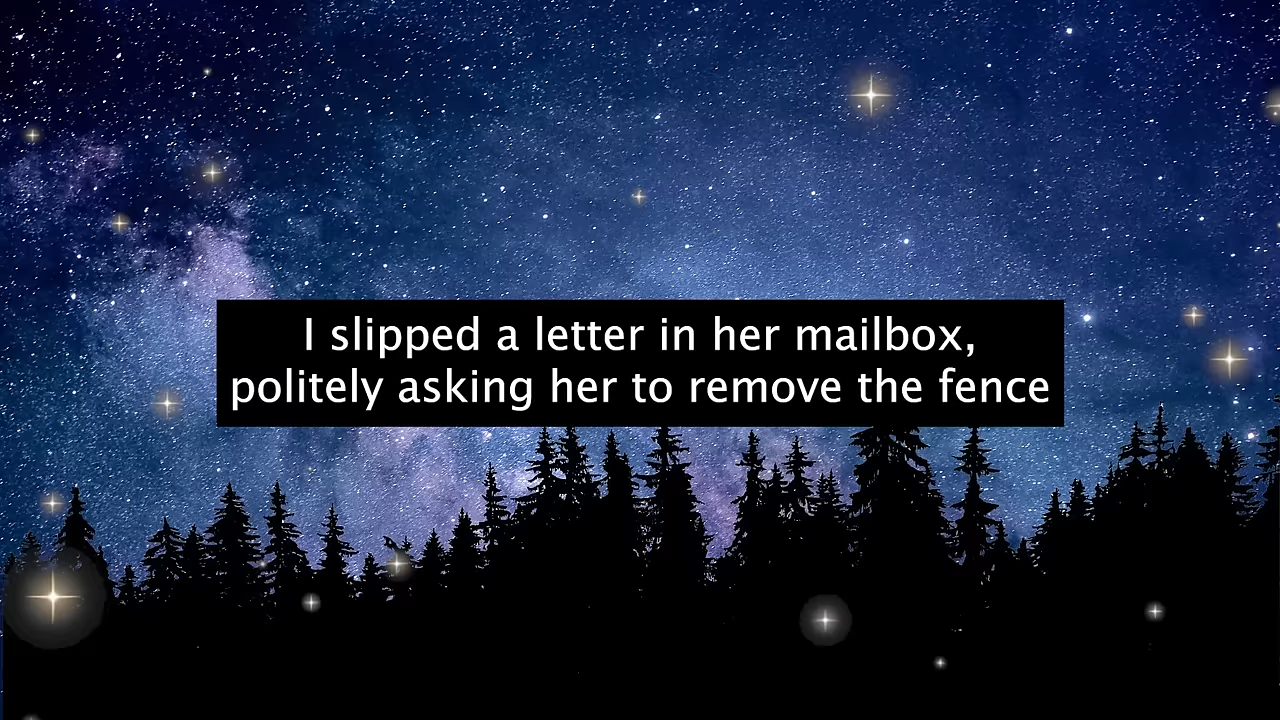 I slipped a letter in her mailbox,
politely asking her to remove the fence